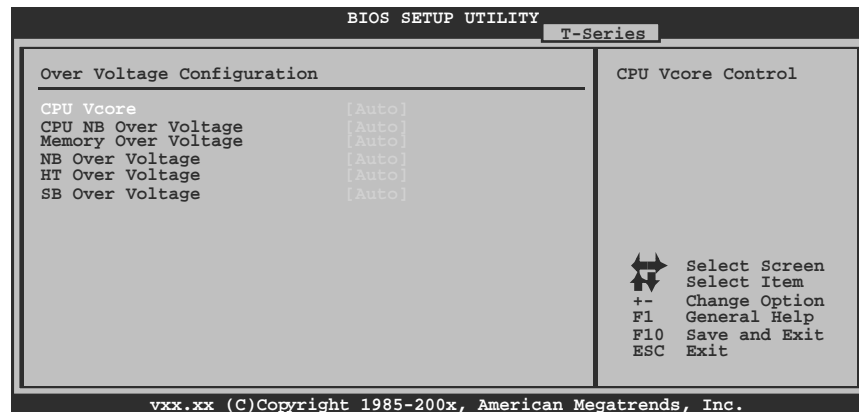 BIOS SETUP UTILITY
T-Series
Over Voltage Configuration
CPU Vcore [Auto]
CPU NB Over Voltage [Auto]
Memory Over Voltage [Auto]
NB Over Voltage [Auto]
HT Over Voltage [Auto]
SB Over Voltage [Auto]
CPU Vcore Control
Select Screen
Select Item
+- Change Option
F1 General Help
F10 Save and Exit
ESC Exit
vxx.xx (C)Copyright 1985-200x, American Megatrends, Inc.